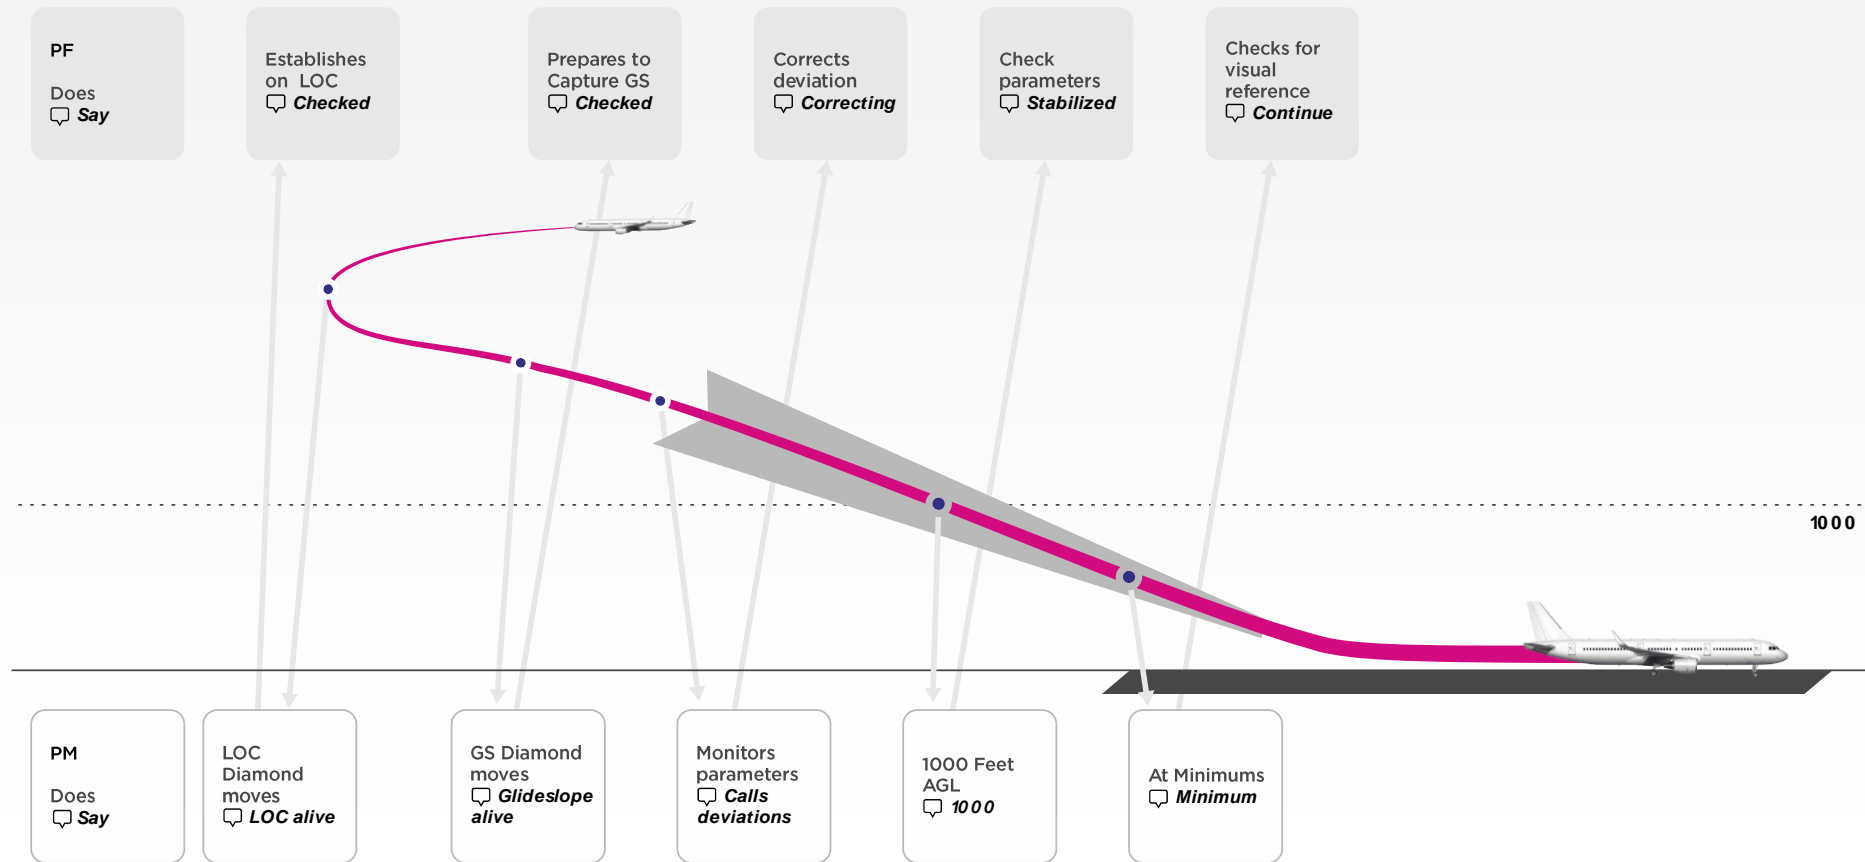 PF
Does
Say
Establishes
on LOC
Checked
Prepares to
Capture GS
Checked
Corrects
deviation
Correcting
Check
parameters
Stabilized
Checks for
visual
reference
Continue
1000
PM
Does
Say
LOC
Diamond
moves
LOC alive
GS Diamond
moves
Glideslope
alive
Monitors
parameters
Calls
deviations
1000 Feet
AGL
1000
At Minimums
Minimum